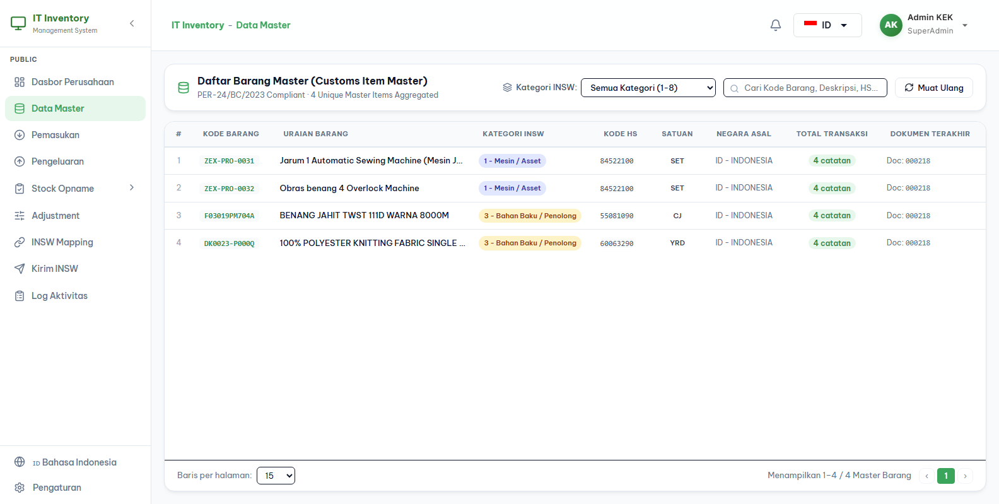 IT Inventory
Management System
PUBLIC
Dasbor Perusahaan
Data Master
Pemasukan
Pengeluaran
Stock Opname
Adjustment
INSW Mapping
Kirim INSW
Log Aktivitas
ID Bahasa Indonesia
Pengaturan
IT Inventory - Data Master
ID
AK
Admin KEK
SuperAdmin
Daftar Barang Master (Customs Item Master)
PER-24/BC/2023 Compliant · 4 Unique Master Items Aggregated
Kategori INSW:
Semua Kategori (1-8)
Cari Kode Barang, Deskripsi, HS...
Muat Ulang
# KODE BARANG URAIAN BARANG KATEGORI INSW KODE HS SATUAN NEGARA ASAL TOTAL TRANSAKSI DOKUMEN TERAKHIR
1 ZEX-PRO-0031 Jarum 1 Automatic Sewing Machine (Mesin J... 1 - Mesin / Asset 84522100 SET ID - INDONESIA 4 catatan Doc: 000218
2 ZEX-PRO-0032 Obras benang 4 Overlock Machine 1 - Mesin / Asset 84522100 SET ID - INDONESIA 4 catatan Doc: 000218
3 F03019PM704A BENANG JAHIT TWST 111D WARNA 8000M 3 - Bahan Baku / Penolong 55081090 CJ ID - INDONESIA 4 catatan Doc: 000218
4 DK0023-P000Q 100% POLYESTER KNITTING FABRIC SINGLE ... 3 - Bahan Baku / Penolong 60063290 YRD ID - INDONESIA 4 catatan Doc: 000218
Baris per halaman: 15
Menampilkan 1-4 / 4 Master Barang
‹ 1 ›